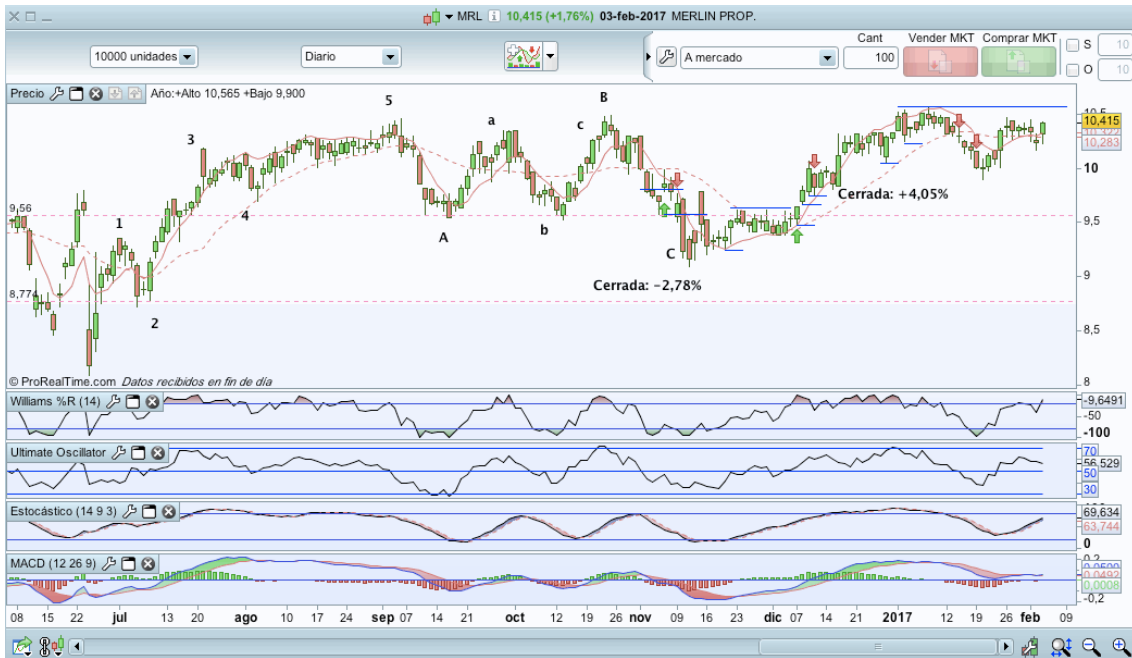 MRL 10,415 (+1,76%) 03-feb-2017 MERLIN PROP.
Cant Vender MKT Comprar MKT
10000 unidades Diario A mercado 100 S 10
O 10
Precio Año:+Alto 10,565 +Bajo 9,900
5 B
10,5
10,415
10,283
3 a c
10
Cerrada: +4,05%
9,56
1 4 A b
9,5
C
9
Cerrada: -2,78%
8,774
2
8,5
© ProRealTime.com Datos recibidos en fin de día
8
Williams %R (14)
-9,6491
-50
-100
Ultimate Oscillator
70
56,529
50
30
Estocástico (14 9 3)
69,634
63,744
0
MACD (12 26 9)
0,2
0,0500
0,0492
0,0008
-0,2
08 15 22 jul 13 20 ago 10 17 24 sep 07 14 21 oct 12 19 26 nov 09 16 23 dic 07 14 21 2017 12 19 26 feb 09